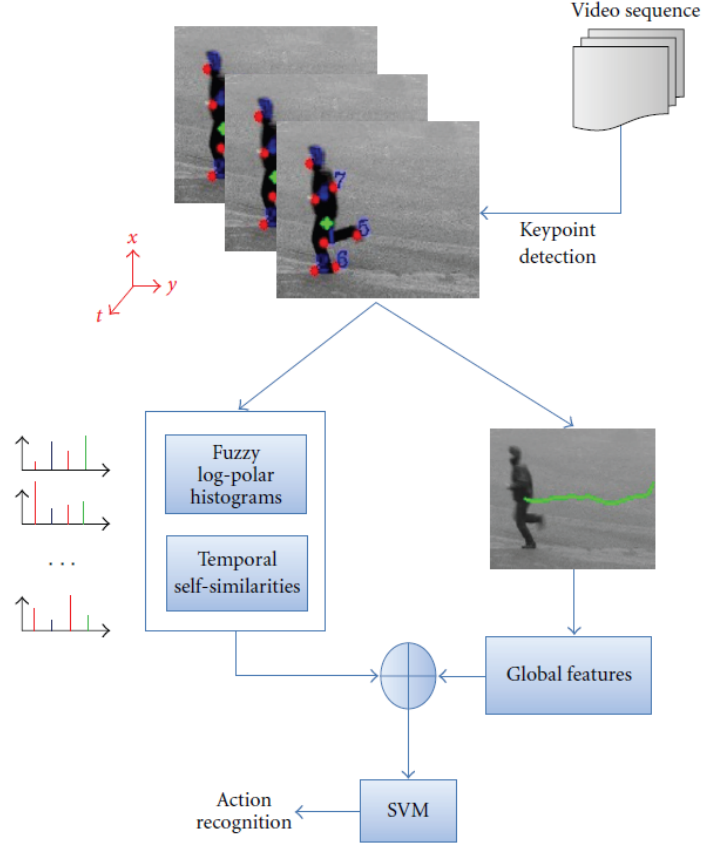 Video sequence
7
5
6
Keypoint
detection
x
y
t
Fuzzy
log-polar
histograms
Temporal
self-similarities
. . .
Global features
SVM
Action
recognition